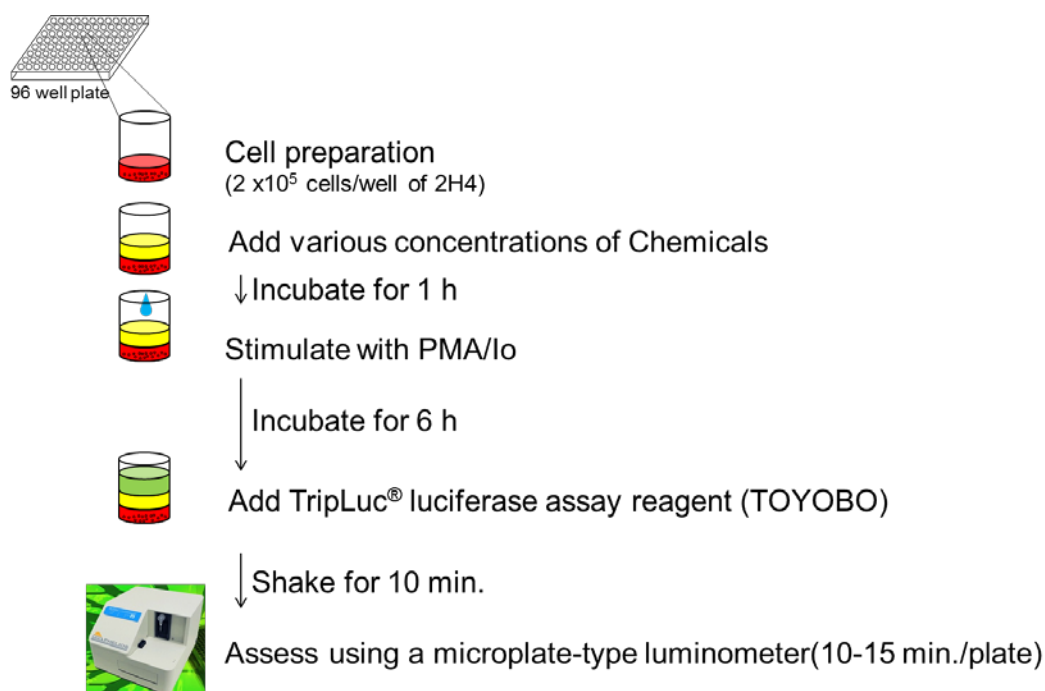 96 well plate
Cell preparation
(2 x10⁵ cells/well of 2H4)
Add various concentrations of Chemicals
Incubate for 1 h
Stimulate with PMA/Io
Incubate for 6 h
Add TripLuc® luciferase assay reagent (TOYOBO)
Shake for 10 min.
Assess using a microplate-type luminometer(10-15 min./plate)